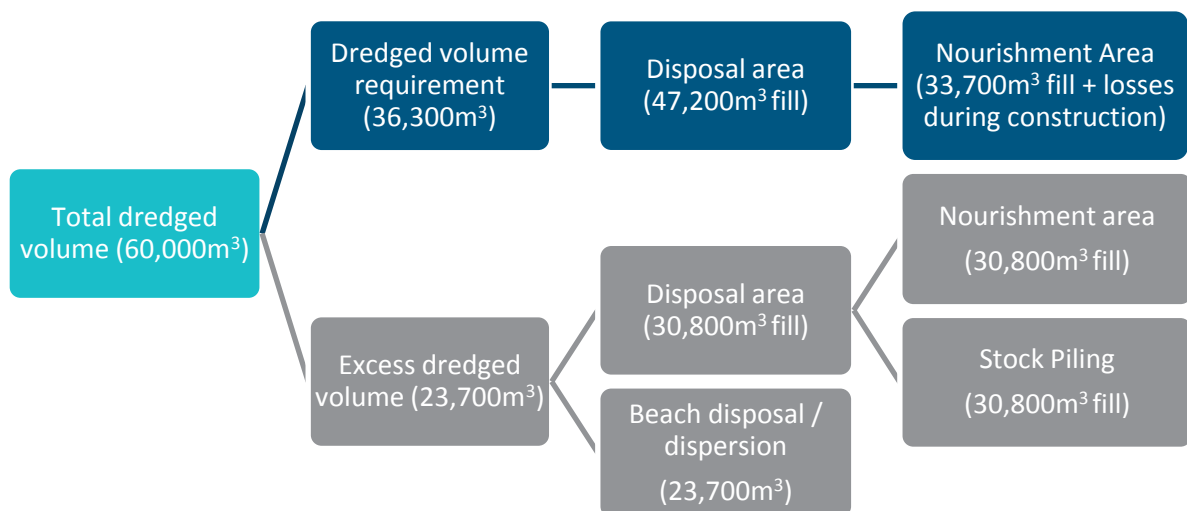 Total dredged
volume (60,000m³)
Dredged volume
requirement
(36,300m³)
Disposal area
(47,200m³ fill)
Nourishment Area
(33,700m³ fill + losses
during construction)
Excess dredged
volume (23,700m³)
Disposal area
(30,800m³ fill)
Beach disposal /
dispersion
(23,700m³)
Nourishment area
(30,800m³ fill)
Stock Piling
(30,800m³ fill)